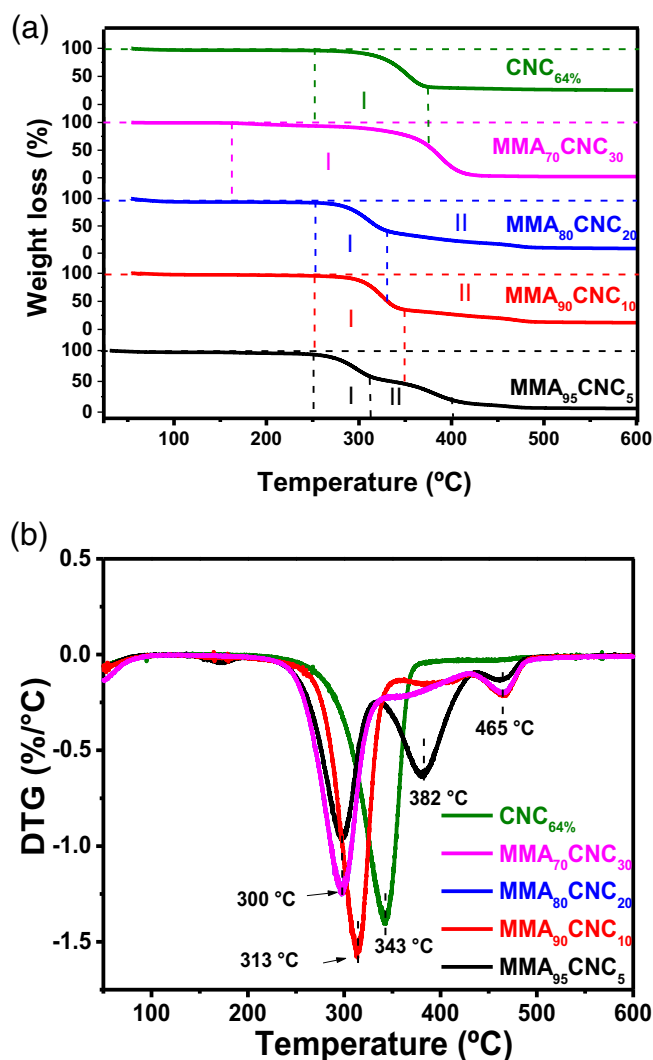 (a)
100
50
0
CNC64%
I
100
50
0
MMA70CNC30
I
100
50
0
II
MMA80CNC20
I
100
50
0
II
MMA90CNC10
I
100
50
0
MMA95CNC5
I II
Weight loss (%)
100 200 300 400 500 600
Temperature (ºC)
(b)
0.5
0.0
-0.5
-1.0
-1.5
DTG (%/°C)
465 °C
382 °C
300 °C
313 °C
343 °C
CNC64%
MMA70CNC30
MMA80CNC20
MMA90CNC10
MMA95CNC5
100 200 300 400 500 600
Temperature (ºC)